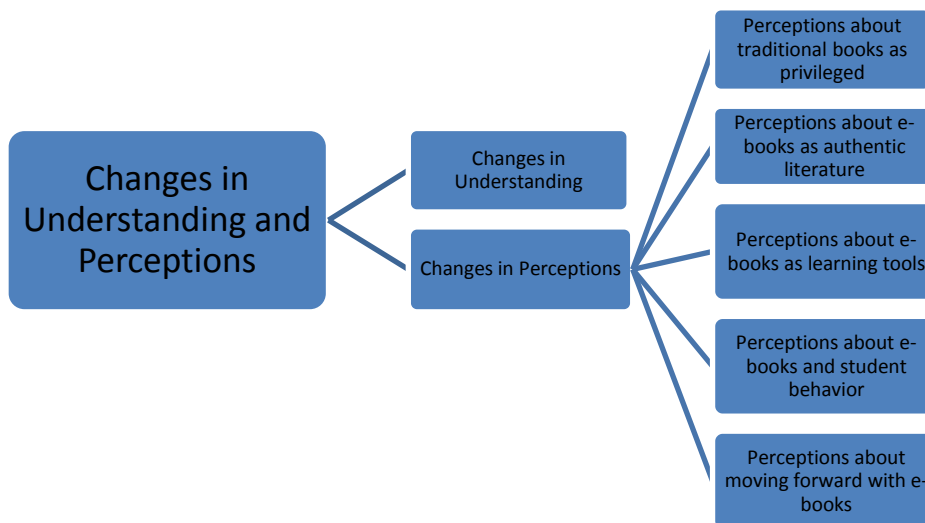 Changes in
Understanding and
Perceptions
Changes in
Understanding
Changes in Perceptions
Perceptions about
traditional books as
privileged
Perceptions about e-
books as authentic
literature
Perceptions about e-
books as learning tools
Perceptions about e-
books and student
behavior
Perceptions about
moving forward with e-
books